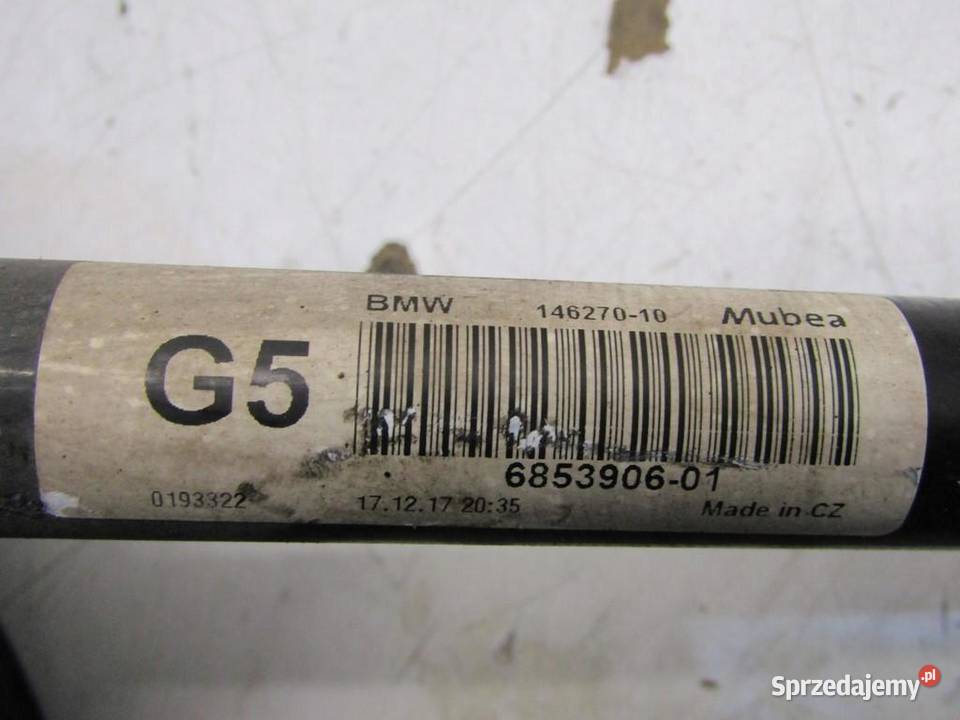 BMW 146270-10 Mubea
G5
6853906-01
0193322 17.12.17 20:35 Made in CZ
Sprzedajemy.pl